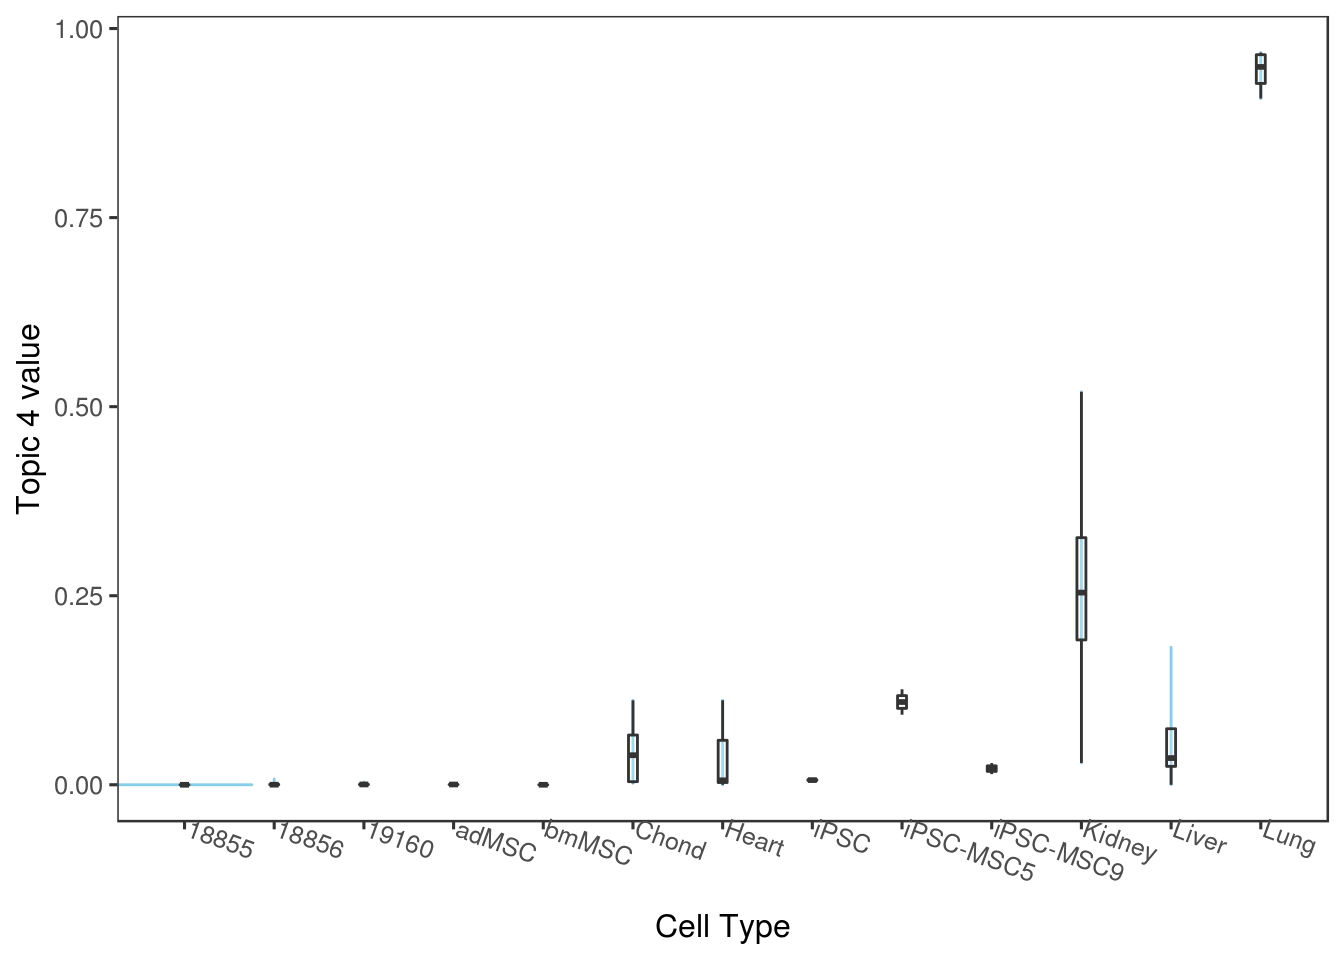 1.00
0.75
0.50
0.25
0.00
Topic 4 value
18855
18856
19160
adMSC
bmMSC
Chond
Heart
iPSC
iPSC-MSC5
iPSC-MSC9
Kidney
Liver
Lung
Cell Type